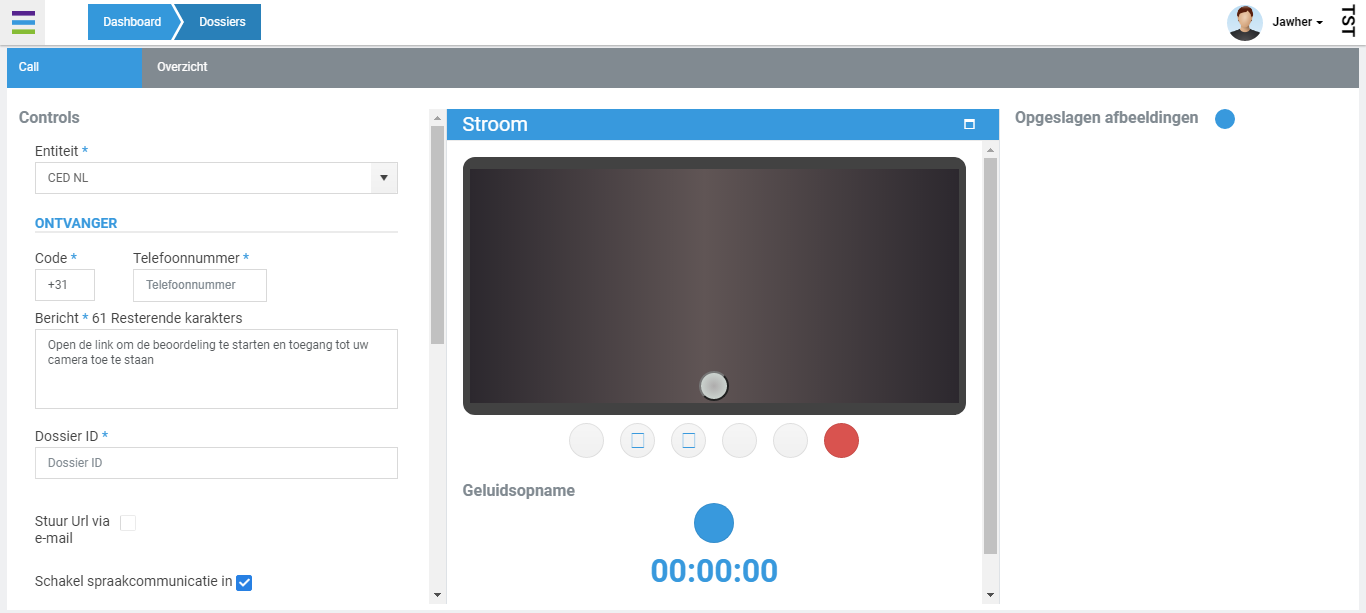 Dashboard
Dossiers
Jawher
TST
Call
Overzicht
Controls
Entiteit *
CED NL
ONTVANGER
Code *
Telefoonnummer *
+31
Telefoonnummer
Bericht * 61 Resterende karakters
Open de link om de beoordeling te starten en toegang tot uw
camera toe te staan
Dossier ID *
Dossier ID
Stuur Url via
e-mail
Schakel spraakcommunicatie in
Stroom
Geluidsopname
00:00:00
Opgeslagen afbeeldingen